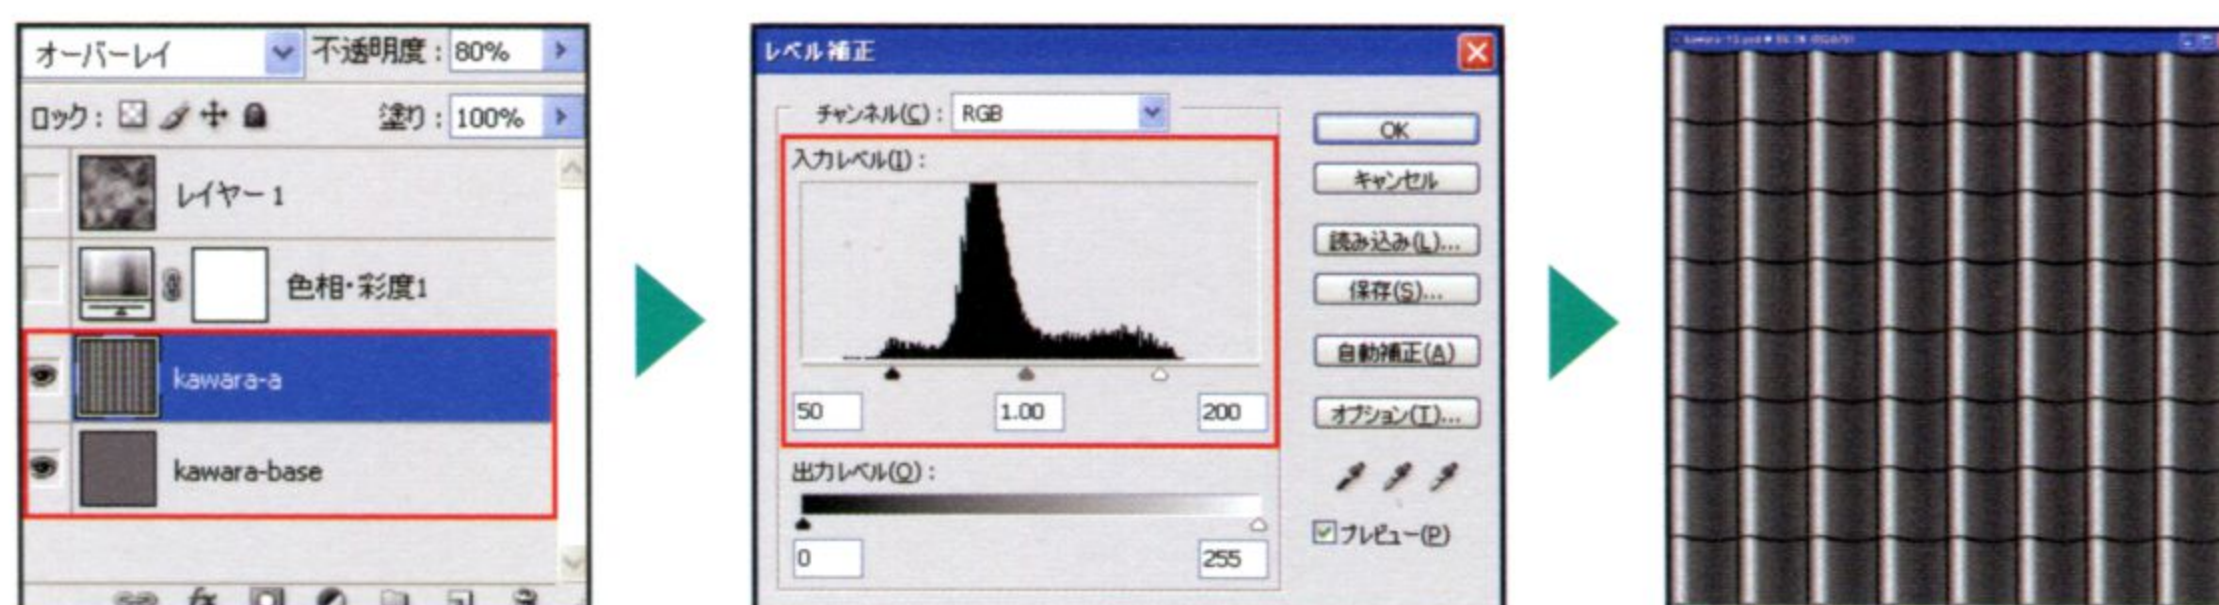 オーバーレイ 不透明度: 80%
ロック: 塗り: 100%
レイヤー 1
色相・彩度1
kawara-a
kawara-base
レベル補正
チャンネル(C): RGB
入力レベル(I):
50 1.00 200
出力レベル(O):
0 255
OK
キャンセル
読み込み(L)...
保存(S)...
自動補正(A)
オプション(T)...
プレビュー(P)